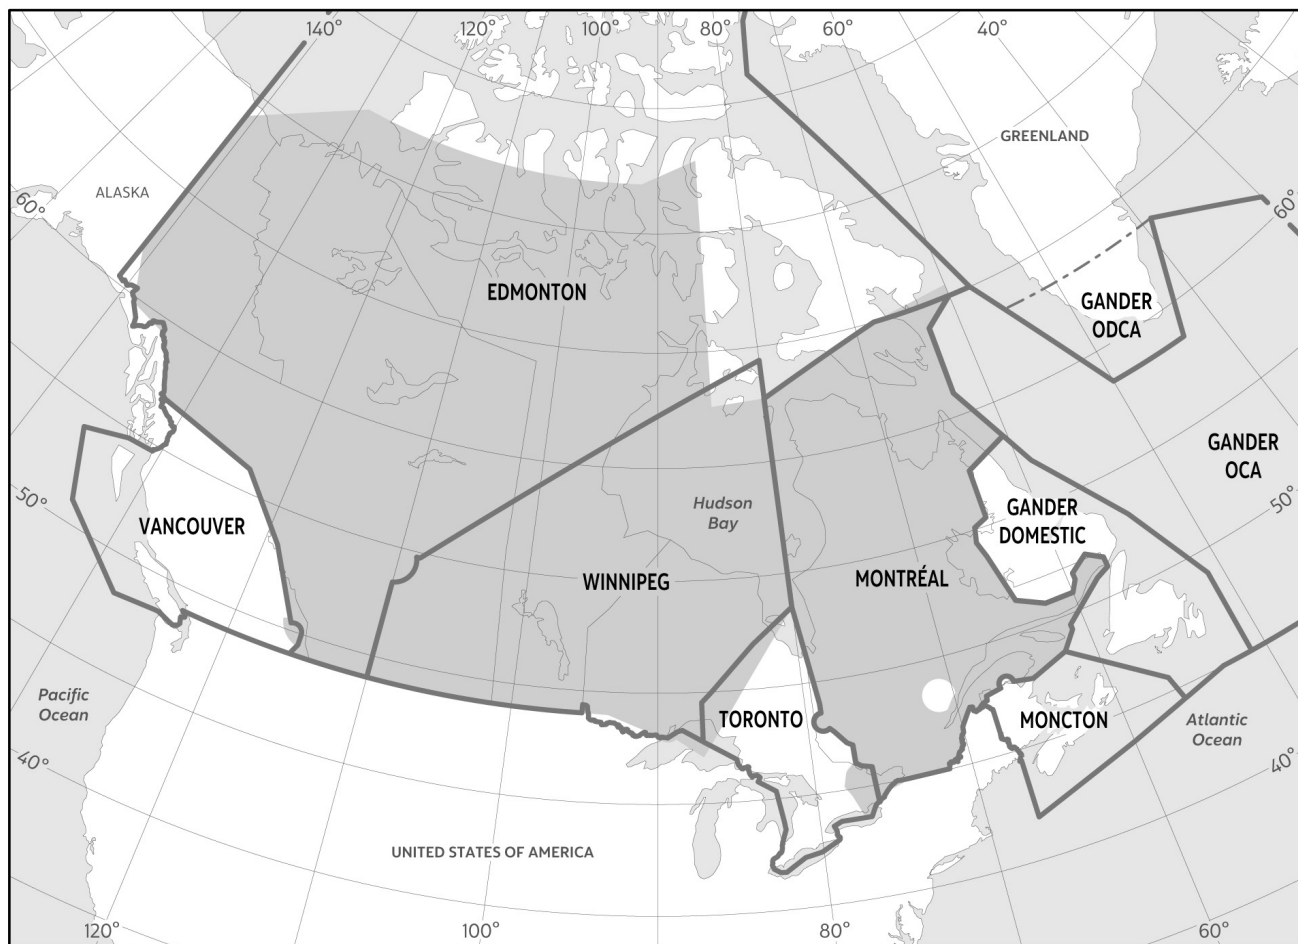 140°
120°
100°
80°
60°
40°
GREENLAND
ALASKA
60°
60°
EDMONTON
GANDER
ODCA
GANDER
OCA
50°
50°
Hudson
Bay
GANDER
DOMESTIC
VANCOUVER
WINNIPEG
MONTRÉAL
Pacific
Ocean
TORONTO
MONCTON
Atlantic
Ocean
40°
40°
UNITED STATES OF AMERICA
120°
100°
80°
60°